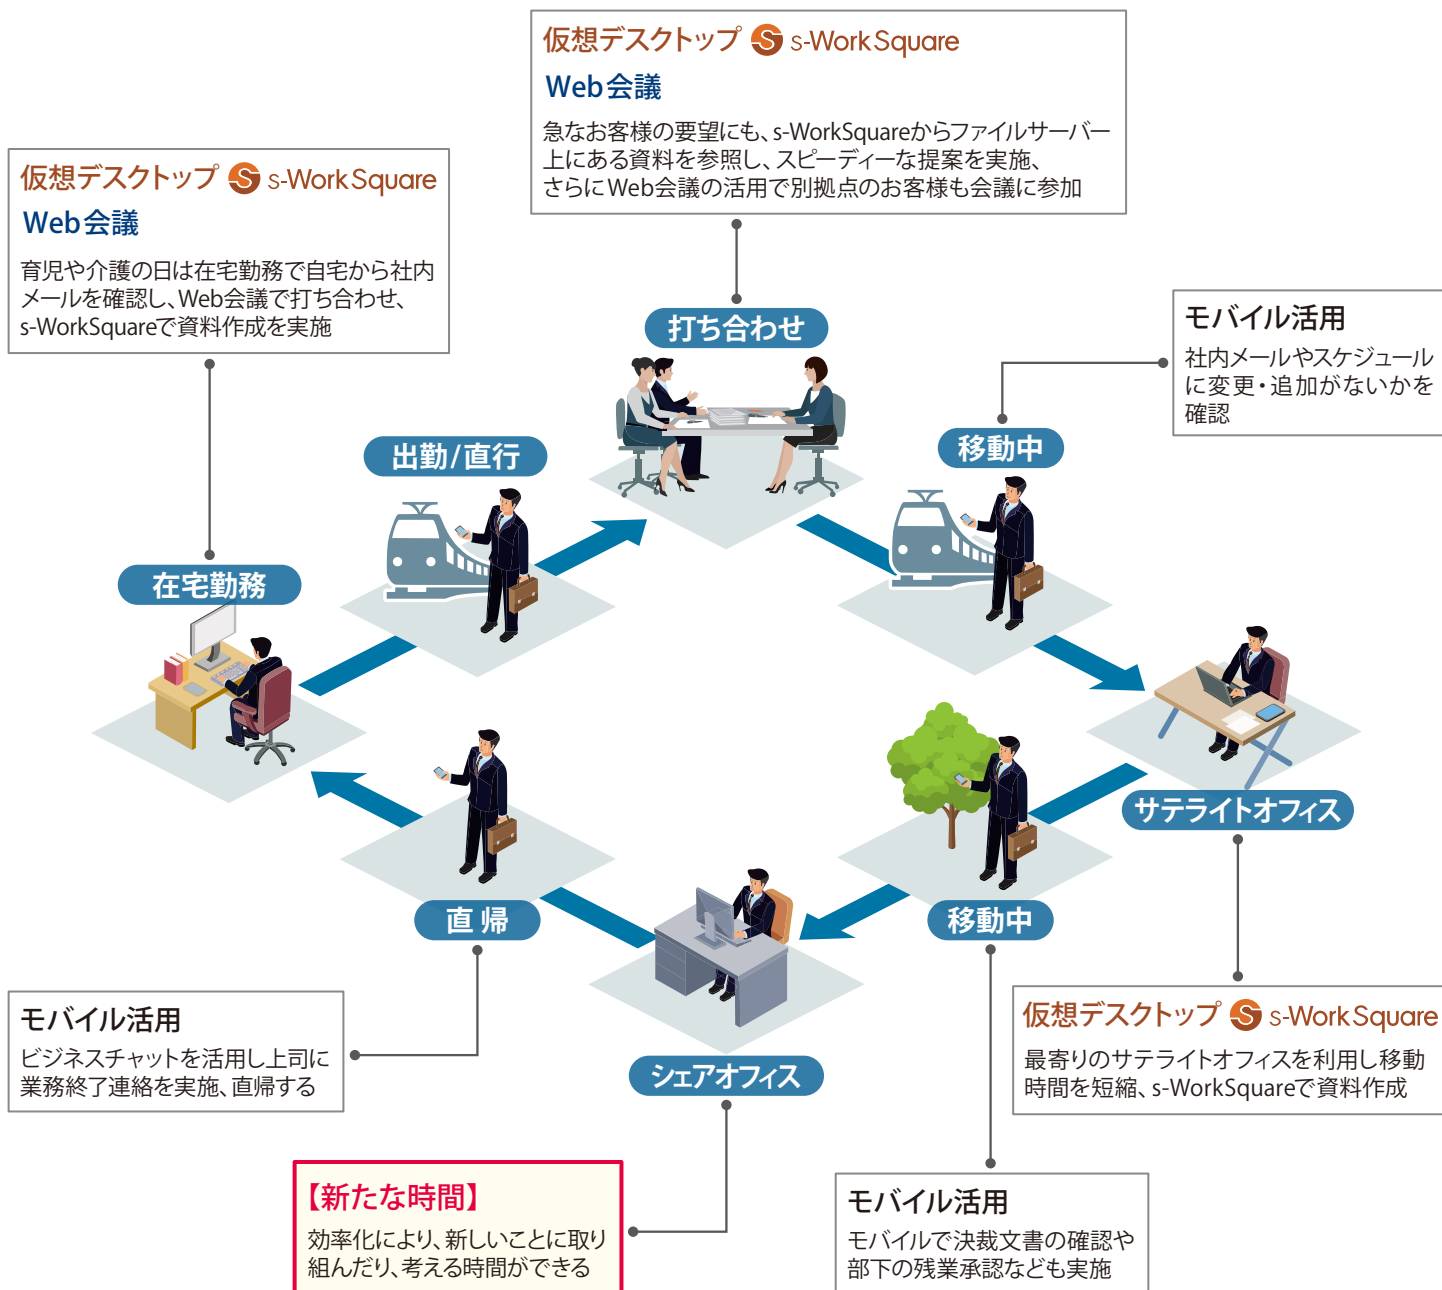 仮想デスクトップ S s-WorkSquare
Web会議
急なお客様の要望にも、s-WorkSquareからファイルサーバー
上にある資料を参照し、スピーディーな提案を実施、
さらにWeb会議の活用で別拠点のお客様も会議に参加
仮想デスクトップ S s-WorkSquare
Web会議
育児や介護の日は在宅勤務で自宅から社内
メールを確認し、Web会議で打ち合わせ、
s-WorkSquareで資料作成を実施
モバイル活用
社内メールやスケジュール
に変更・追加がないかを
確認
打ち合わせ
出勤/直行
移動中
在宅勤務
サテライトオフィス
直帰
移動中
シェアオフィス
モバイル活用
ビジネスチャットを活用し上司に
業務終了連絡を実施、直帰する
仮想デスクトップ S s-WorkSquare
最寄りのサテライトオフィスを利用し移動
時間を短縮、s-WorkSquareで資料作成
【新たな時間】
効率化により、新しいことに取り
組んだり、考える時間ができる
モバイル活用
モバイルで決裁文書の確認や
部下の残業承認なども実施